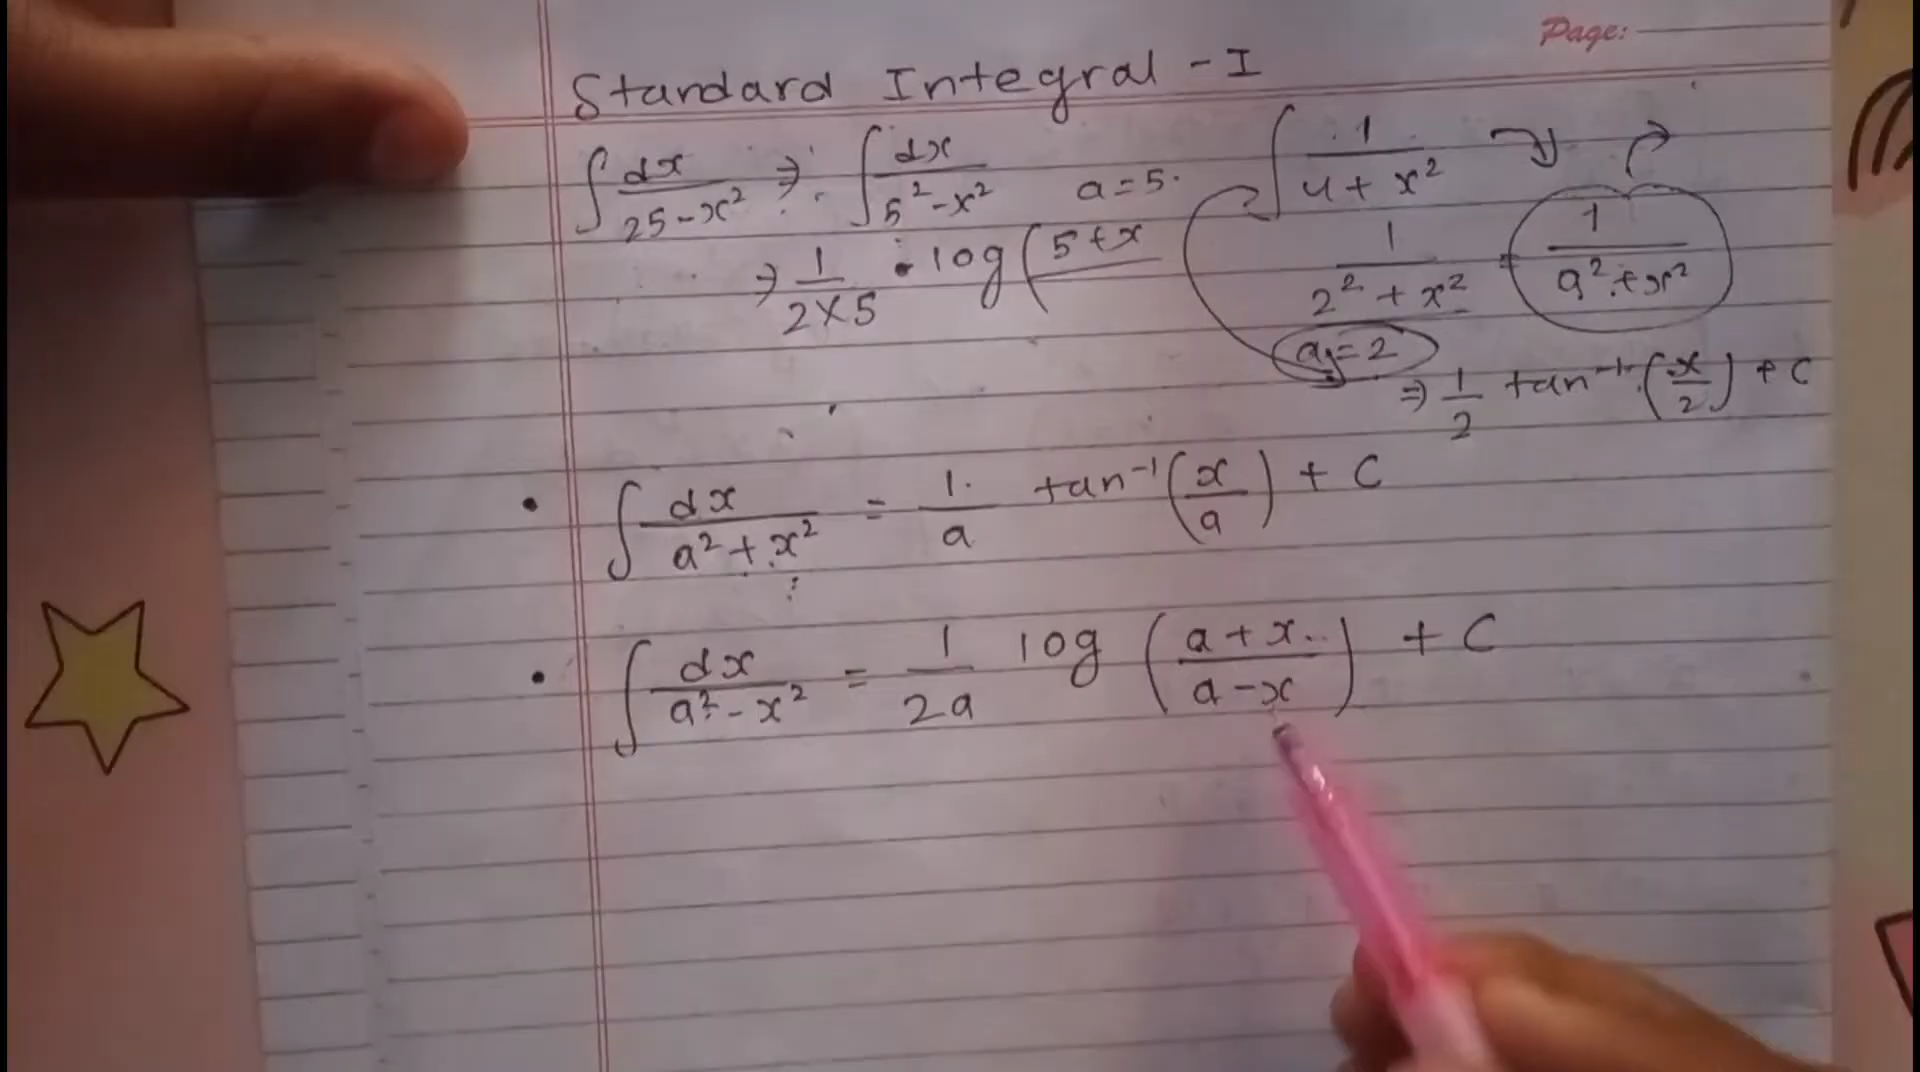 Page:
Standard Integral - I
∫ dx/(25-x²) ⇒ ∫ dx/(5²-x²) a=5.
⇒ 1/(2×5) . log (5+x
∫ 1/(4+x²)
1/(2²+x²) = 1/(a²+x²)
a=2
⇒ 1/2 tan⁻¹ (x/2) + C
• ∫ dx/(a²+x²) = 1/a tan⁻¹ (x/a) + C
• ∫ dx/(a²-x²) = 1/2a log ((a+x)/(a-x)) + C